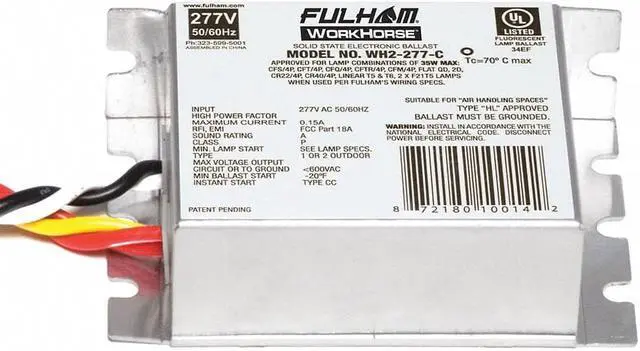 www.fulham.com
277V
50/60Hz
Ph:323-599-5001
ASSEMBLED IN CHINA
FULHAM®
WORKHORSE®
SOLID STATE ELECTRONIC BALLAST
MODEL NO. WH2-277-C
Tc=70° C max
UL
LISTED
FLUORESCENT
LAMP BALLAST
34EF
APPROVED FOR LAMP COMBINATIONS OF 35W MAX:
CFS/4P, CFT/4P, CFQ/4P, CFTR/4P, CFM/4P, FLAT QD, 2D,
CR22/4P, CR40/4P, LINEAR T5 & T8, 2 X F21T5 LAMPS
WHEN USED PER FULHAM'S WIRING SPECS.
INPUT 277V AC 50/60HZ
HIGH POWER FACTOR
MAXIMUM CURRENT 0.15A
RFI, EMI FCC Part 18A
SOUND RATING A
CLASS P
MIN. LAMP START SEE LAMP SPECS.
TYPE 1 OR 2 OUTDOOR
MAX VOLTAGE OUTPUT
CIRCUIT OR TO GROUND <600VAC
MIN BALLAST START -20°F
INSTANT START TYPE CC
PATENT PENDING
SUITABLE FOR "AIR HANDLING SPACES"
TYPE "HL" APPROVED
BALLAST MUST BE GROUNDED.
WARNING: INSTALL IN ACCORDANCE WITH THE
NATIONAL ELECTRICAL CODE. DISCONNECT
POWER BEFORE SERVICING.
8 72180 10014 2